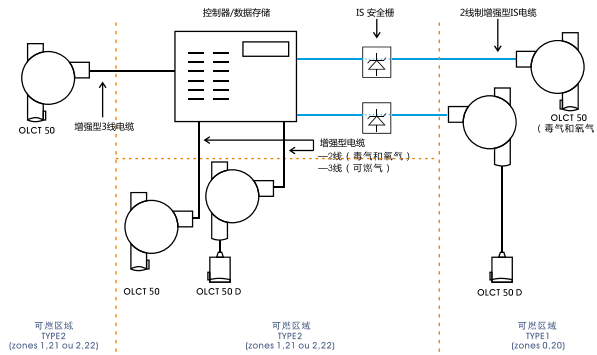 控制器/数据存储
IS 安全栅
2线制增强型IS电缆
OLCT 50
增强型3线电缆
OLCT 50
(毒气和氧气
增强型电缆
—2线(毒气和氧气)
—3线(可燃气)
OLCT 50
OLCT 50 D
OLCT 50 D
可燃区域
TYPE2
(zones 1,21 ou 2,22)
可燃区域
TYPE2
(zones 1,21 ou 2,22)
可燃区域
TYPE1
(zones 0,20)